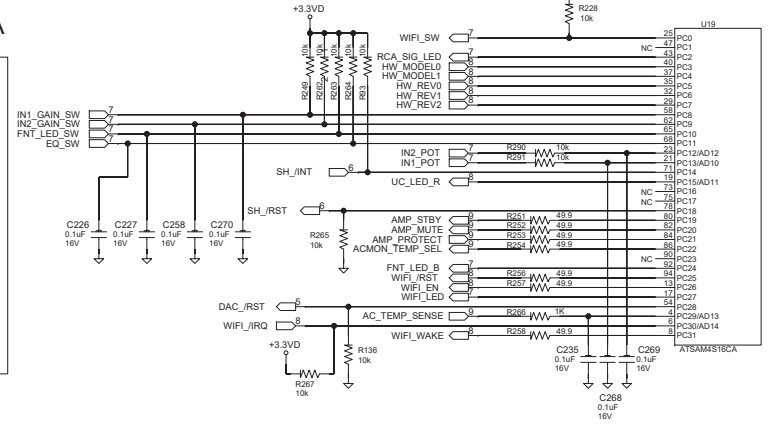 A
+3.3VD
R228
10k
U19
WIFI_SW 7 25 PC0
NC 47 PC1
RCA_SIG_LED 7 43 PC2
HW_MODEL0 8 40 PC3
HW_MODEL1 8 37 PC4
HW_REV0 8 35 PC5
HW_REV1 8 32 PC6
HW_REV2 8 29 PC7
10k 10k 10k 10k 10k
R249 R262 R263 R264 R93
IN1_GAIN_SW 7 58 PC8
IN2_GAIN_SW 7 62 PC9
FNT_LED_SW 7 65 PC10
EQ_SW 7 68 PC11
IN2_POT 7 R290 10k 23 PC12/AD12
IN1_POT 7 R291 10k 21 PC13/AD10
SH_/INT 6 71 PC14
UC_LED_R 8 19 PC15/AD11
NC 73 PC16
NC 75 PC17
SH_/RST 6 78 PC18
AMP_STBY 9 R251 49.9 80 PC19
AMP_MUTE 9 R252 49.9 82 PC20
AMP_PROTECT 9 R253 49.9 84 PC21
ACMON_TEMP_SEL 9 R254 49.9 86 PC22
C226
0.1uF
16V
C227
0.1uF
16V
C258
0.1uF
16V
C270
0.1uF
16V
R265
10k
NC 90 PC23
FNT_LED_B 7 92 PC24
WIFI_/RST 8 R256 49.9 94 PC25
WIFI_EN 8 R257 49.9 13 PC26
WIFI_LED 7 17 PC27
DAC_/RST 5 54 PC28
AC_TEMP_SENSE 9 R266 1K 4 PC29/AD13
WIFI_/IRQ 8 6 PC30/AD14
WIFI_WAKE 8 R258 49.9 8 PC31
ATSAM4S16CA
+3.3VD
R267
10k
R136
10k
C235
0.1uF
16V
C268
0.1uF
16V
C269
0.1uF
16V